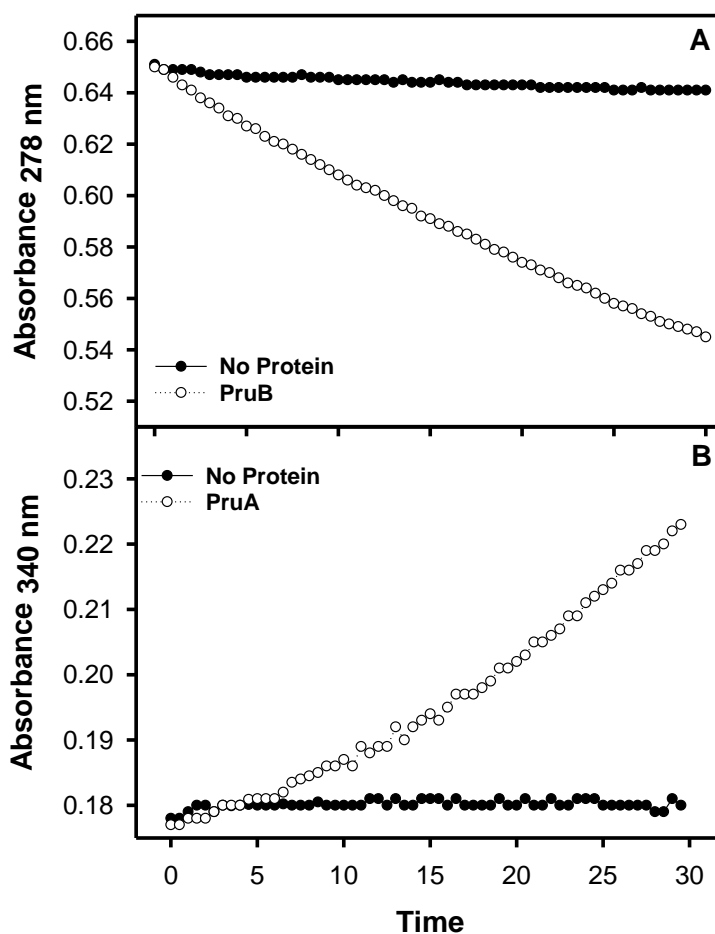 A
0.66
0.64
0.62
0.60
0.58
0.56
0.54
0.52
Absorbance 278 nm
No Protein
PruB
B
No Protein
PruA
0.23
0.22
0.21
0.20
0.19
0.18
Absorbance 340 nm
0 5 10 15 20 25 30
Time